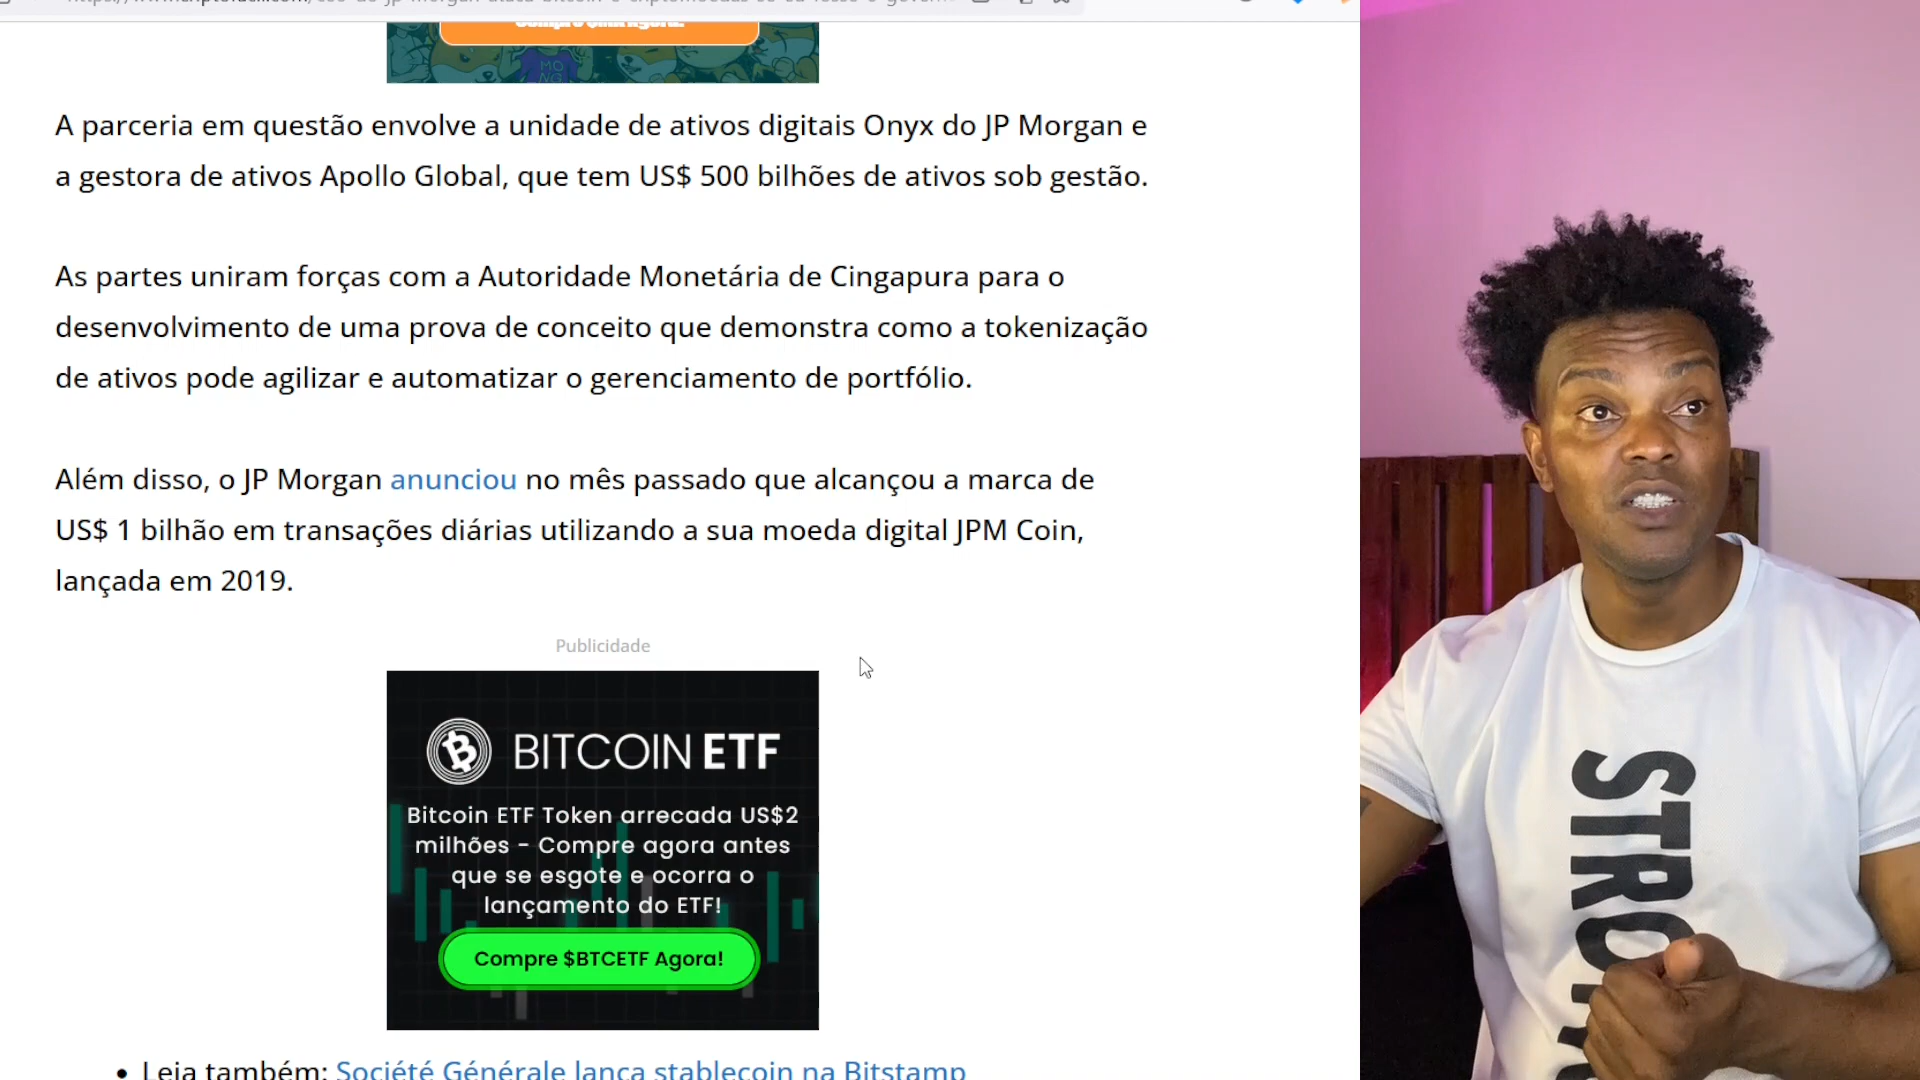 MO
NG
A parceria em questão envolve a unidade de ativos digitais Onyx do JP Morgan e
a gestora de ativos Apollo Global, que tem US$ 500 bilhões de ativos sob gestão.
As partes uniram forças com a Autoridade Monetária de Cingapura para o
desenvolvimento de uma prova de conceito que demonstra como a tokenização
de ativos pode agilizar e automatizar o gerenciamento de portfólio.
Além disso, o JP Morgan anunciou no mês passado que alcançou a marca de
US$ 1 bilhão em transações diárias utilizando a sua moeda digital JPM Coin,
lançada em 2019.
Publicidade
BITCOIN ETF
Bitcoin ETF Token arrecada US$2
milhões - Compre agora antes
que se esgote e ocorra o
lançamento do ETF!
Compre $BTCETF Agora!
• Leia também: Société Générale lança stablecoin na Bitstamp